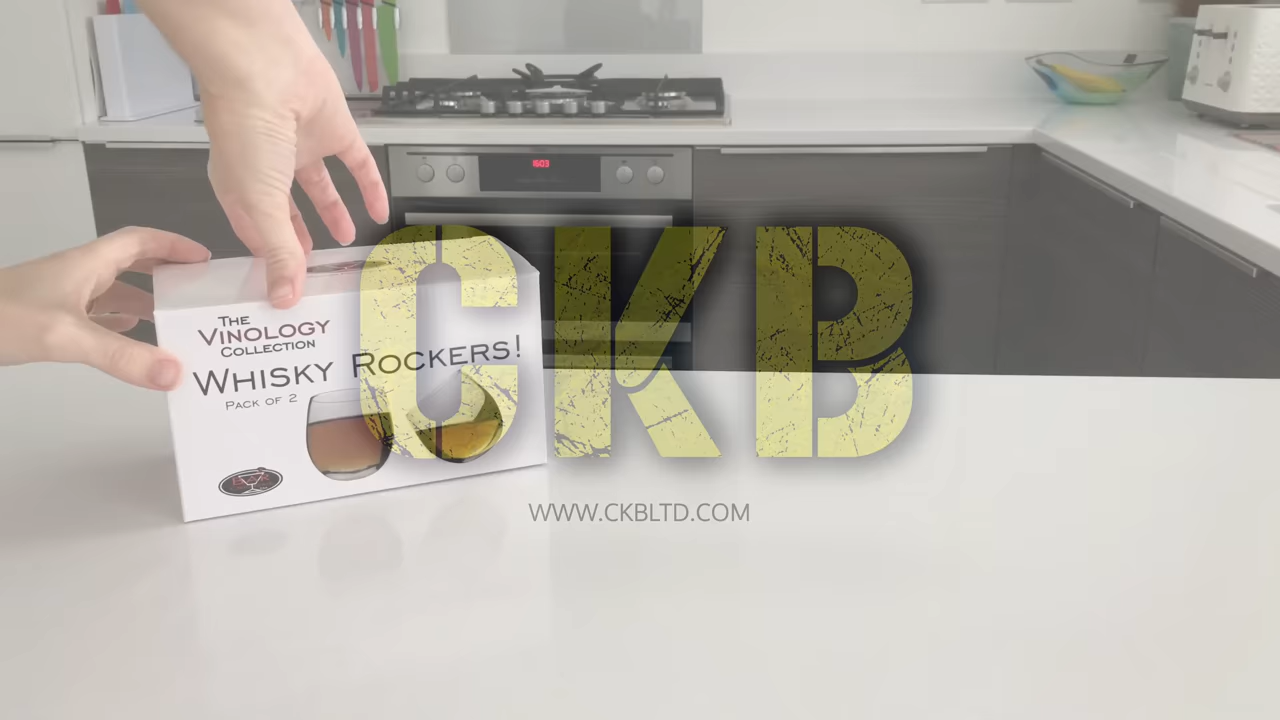 1603
CKB
THE
VINOLOGY
COLLECTION
WHISKY ROCKERS!
PACK OF 2
WWW.CKBLTD.COM